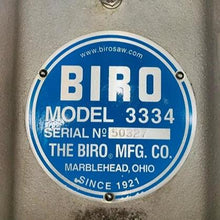 www.birosaw.com
BIRO
MODEL 3334
SERIAL Nº 50327
THE BIRO MFG. CO.
MARBLEHEAD, OHIO
SINCE 1921